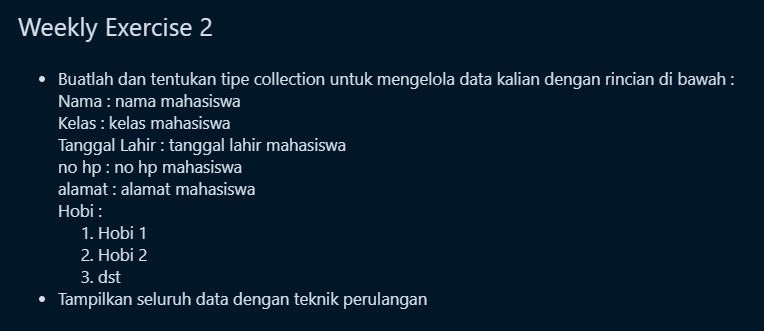 Weekly Exercise 2
• Buatlah dan tentukan tipe collection untuk mengelola data kalian dengan rincian di bawah :
Nama : nama mahasiswa
Kelas : kelas mahasiswa
Tanggal Lahir : tanggal lahir mahasiswa
no hp : no hp mahasiswa
alamat : alamat mahasiswa
Hobi :
1. Hobi 1
2. Hobi 2
3. dst
• Tampilkan seluruh data dengan teknik perulangan